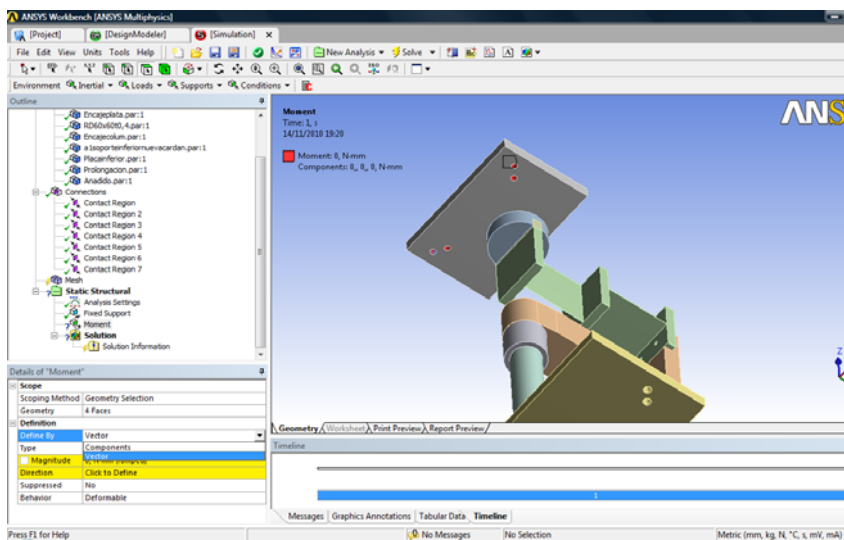 ANSYS Workbench [ANSYS Multiphysics]
[Project] [DesignModeler] [Simulation] ×
File Edit View Units Tools Help New Analysis Solve
Environment Inertial Loads Supports Conditions
Outline
Encajeplata.par:1
RD60x60t0,4.par:1
Encajecolum.par:1
a1soporteinferiornuevacardan.par:1
Placainferior.par:1
Prolongacion.par:1
Anadido.par:1
Connections
Contact Region
Contact Region 2
Contact Region 3
Contact Region 4
Contact Region 5
Contact Region 6
Contact Region 7
Mesh
Static Structural
Analysis Settings
Fixed Support
Moment
Solution
Solution Information
Details of "Moment"
Scope
Scoping Method Geometry Selection
Geometry 4 Faces
Definition
Define By Vector
Type Components
Vector
Magnitude
Direction Click to Define
Suppressed No
Behavior Deformable
Moment
Time: 1, s
14/11/2010 19:20
Moment: 0, N·mm
Components: 0,, 0,, 0, N·mm
ANS
Z
Geometry Worksheet Print Preview Report Preview
Timeline
1
Messages Graphics Annotations Tabular Data Timeline
Press F1 for Help No Messages No Selection Metric (mm, kg, N, °C, s, mV, mA)